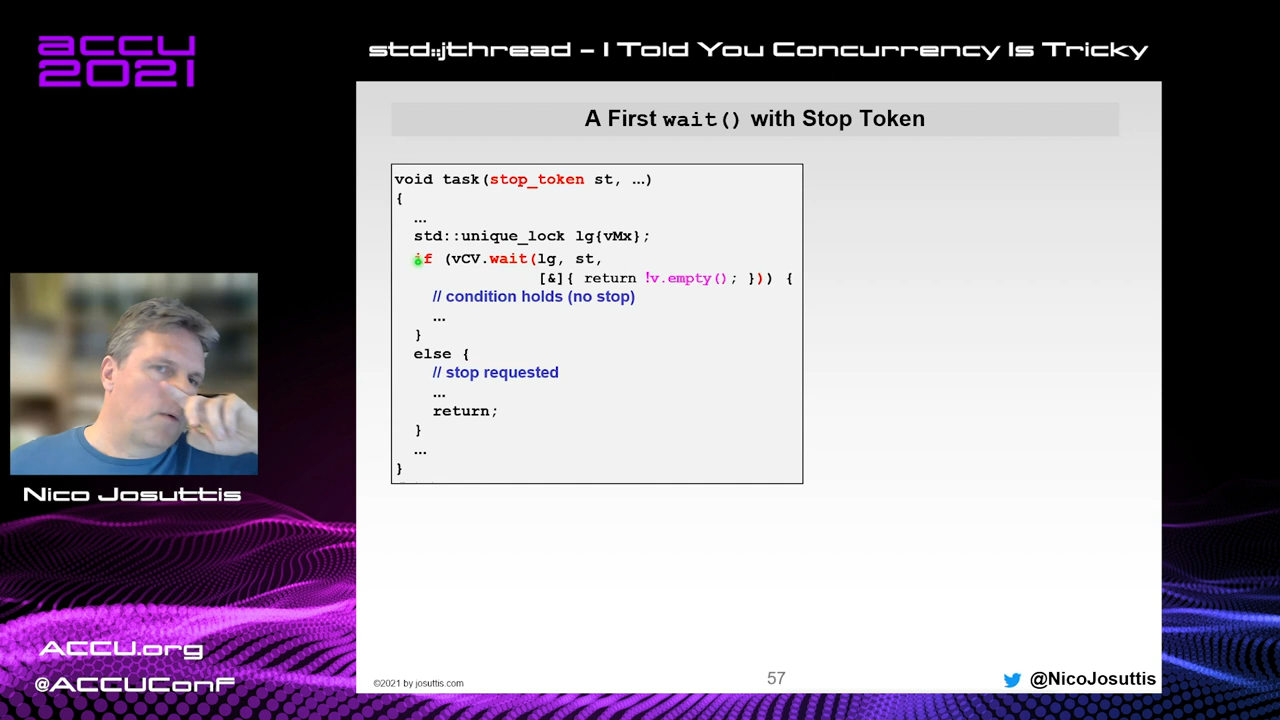 accu
2021
std::jthread – I Told You Concurrency Is Tricky
A First wait() with Stop Token
void task(stop_token st, …)
{
…
std::unique_lock lg{vMx};
if (vCV.wait(lg, st,
[&]{ return !v.empty(); })) {
// condition holds (no stop)
…
}
else {
// stop requested
…
return;
}
…
}
Nico Josuttis
ACCU.org
@ACCUConf
©2021 by josuttis.com
57
@NicoJosuttis